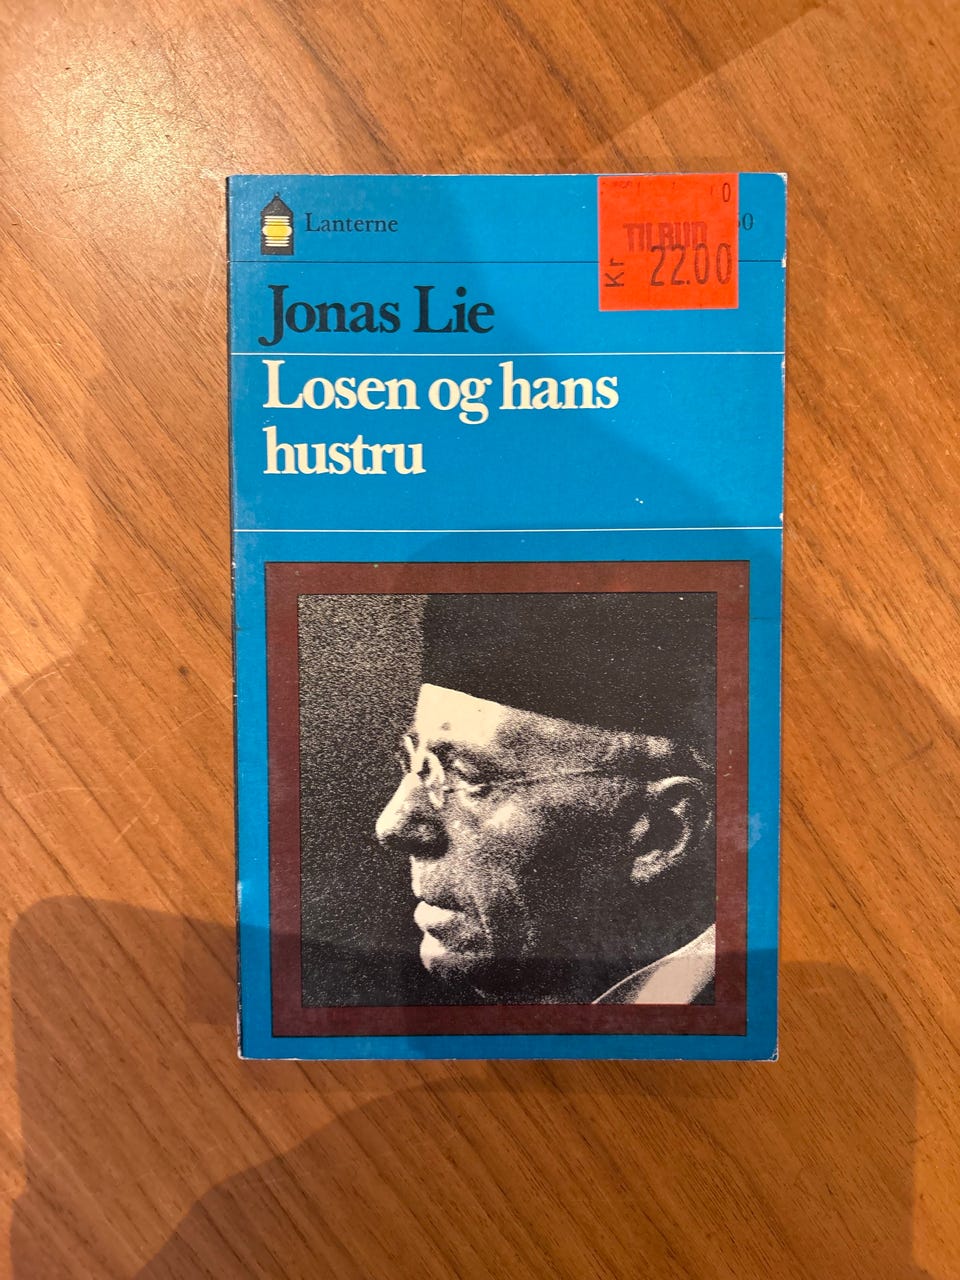 Lanterne
TILBUD
Kr 22.00
Jonas Lie
Losen og hans
hustru